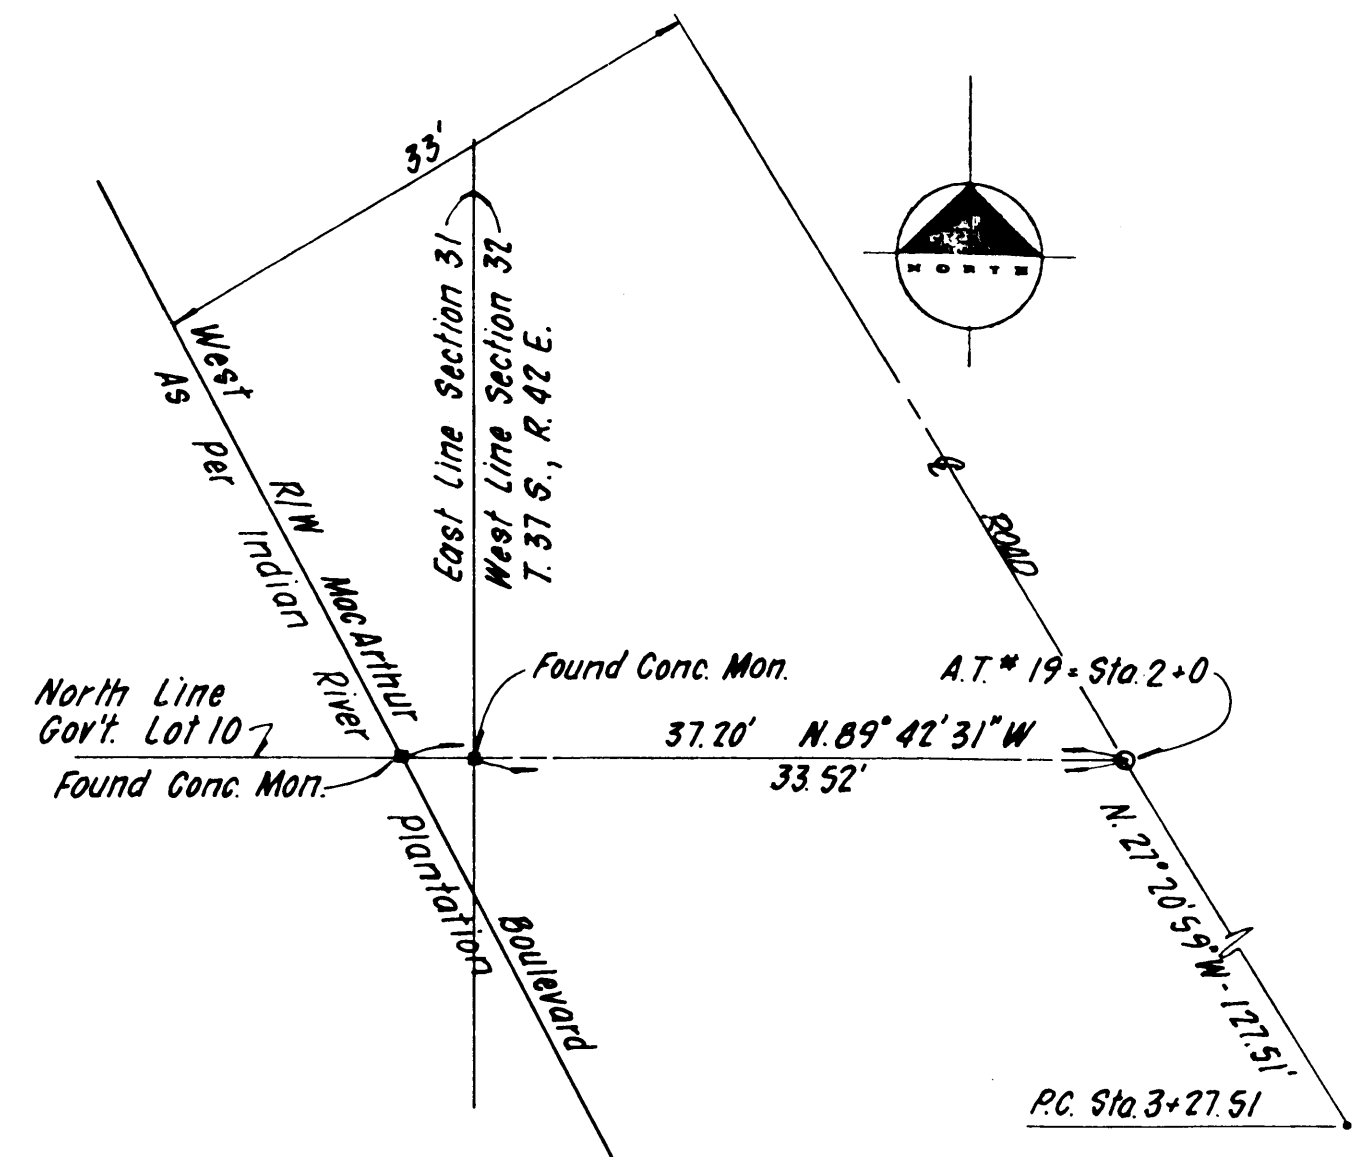 33'
East Line Section 31
West Line Section 32
T. 37 S., R. 42 E.
NORTH
West R/W MacArthur Boulevard
As per Indian River Plantation
℄ ROAD
North Line
Gov't. Lot 10
Found Conc. Mon.
Found Conc. Mon.
A.T. # 19 = Sta. 2+0
37.20' N. 89° 42' 31" W
33.52'
N. 27° 20' 59" W - 127.51'
P.C. Sta. 3+27.51